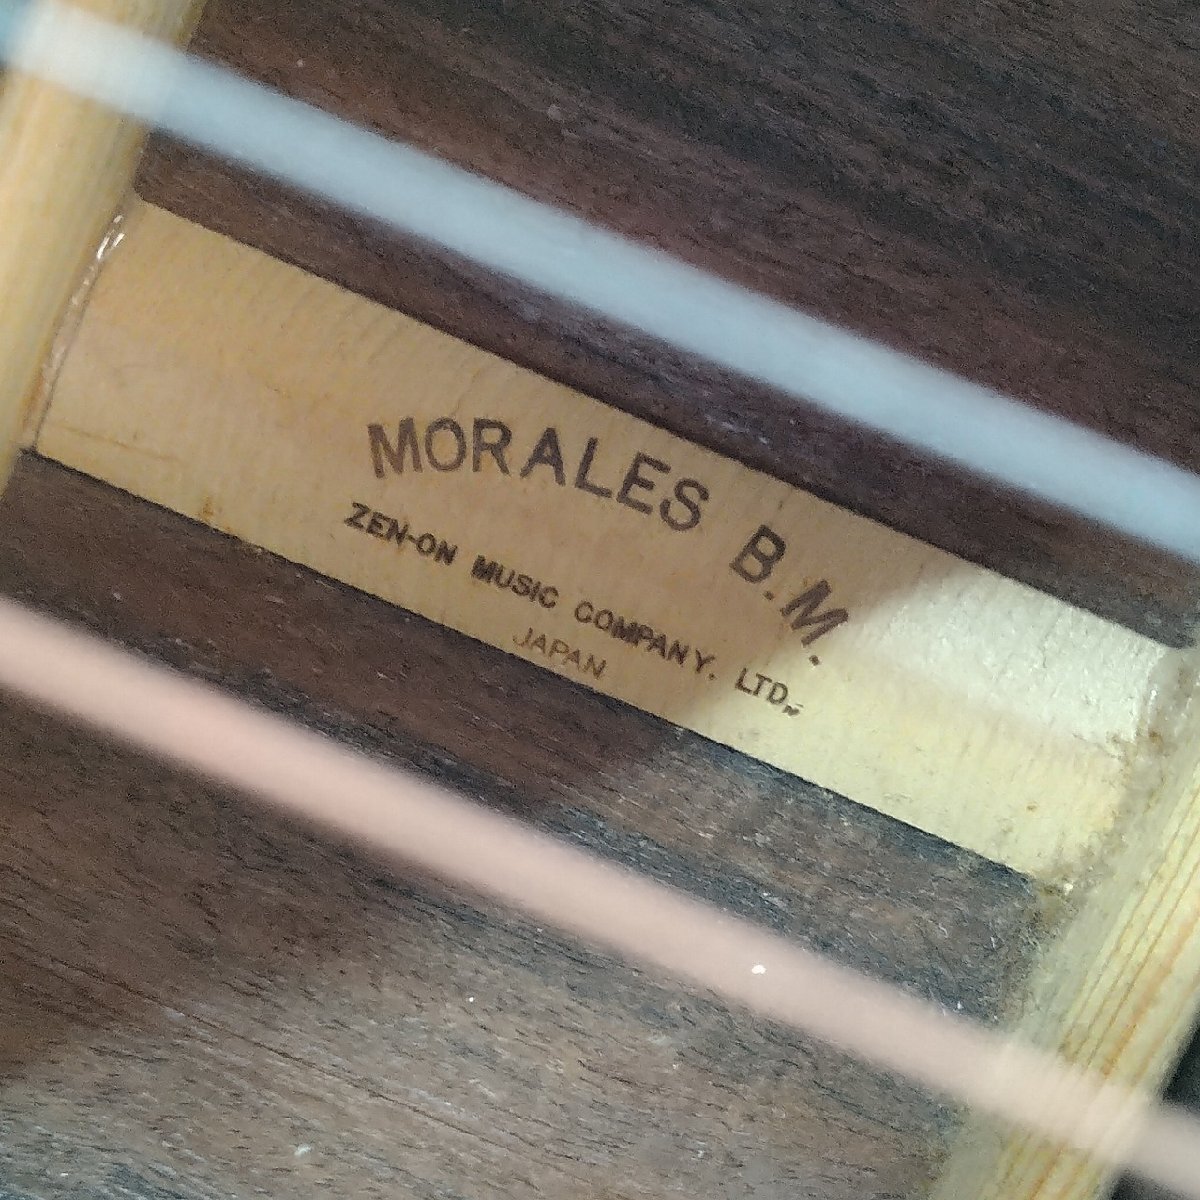 MORALES B.M.
ZEN-ON MUSIC COMPANY, LTD.,
JAPAN